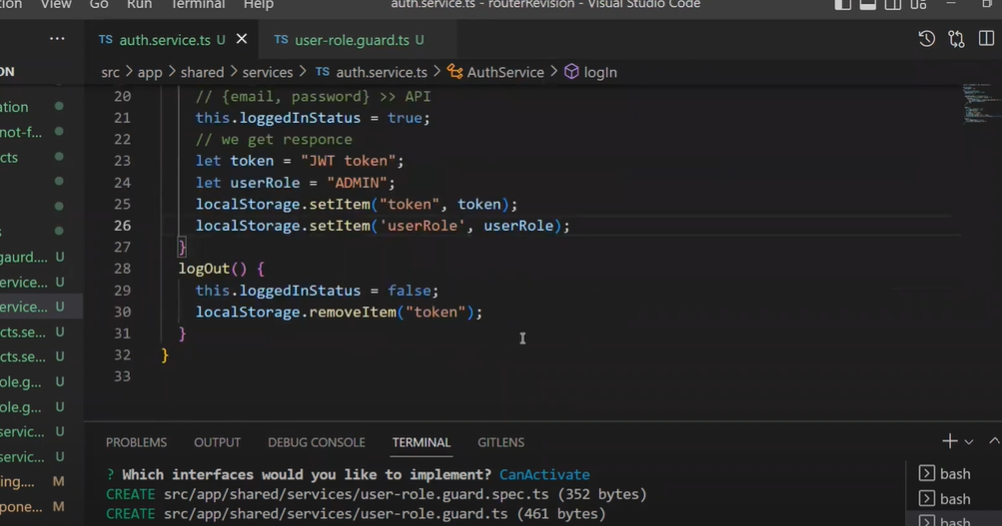 tion View Go Run Terminal Help auth.service.ts - routerRevision - Visual Studio Code
··· TS auth.service.ts U × TS user-role.guard.ts U
ON src > app > shared > services > TS auth.service.ts > AuthService > logIn
ation
not-f...
cts
s
gaurd.... U
ervice... U
ervice... U
cts.se... U
cts.se... U
ole.g... U
ole.g... U
servic... U
servic... U
ing.... M
pone... M
20 // {email, password} >> API
21 this.loggedInStatus = true;
22 // we get responce
23 let token = "JWT token";
24 let userRole = "ADMIN";
25 localStorage.setItem("token", token);
26 localStorage.setItem('userRole', userRole);
27 }
28 logOut() {
29 this.loggedInStatus = false;
30 localStorage.removeItem("token");
31 }
32 }
33
PROBLEMS OUTPUT DEBUG CONSOLE TERMINAL GITLENS
? Which interfaces would you like to implement? CanActivate
CREATE src/app/shared/services/user-role.guard.spec.ts (352 bytes)
CREATE src/app/shared/services/user-role.guard.ts (461 bytes)
bash
bash
bash